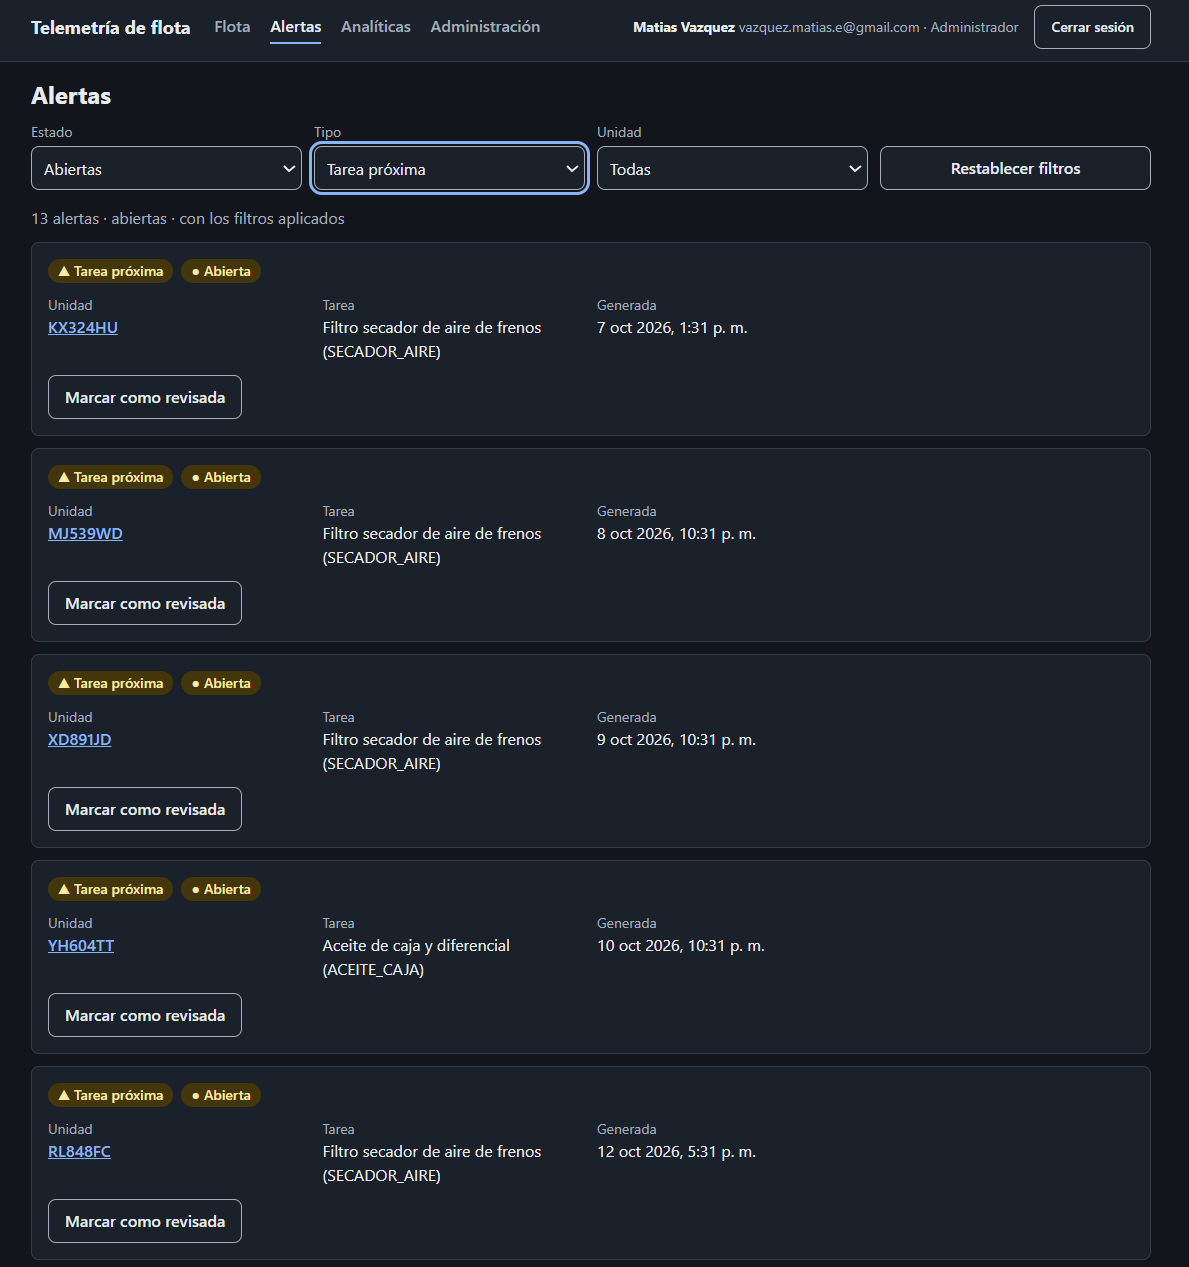 Telemetría de flota Flota Alertas Analíticas Administración Matias Vazquez vazquez.matias.e@gmail.com · Administrador Cerrar sesión
Alertas
Estado Tipo Unidad
Abiertas Tarea próxima Todas Restablecer filtros
13 alertas · abiertas · con los filtros aplicados
▲ Tarea próxima ● Abierta
Unidad Tarea Generada
KX324HU Filtro secador de aire de frenos 7 oct 2026, 1:31 p. m.
(SECADOR_AIRE)
Marcar como revisada
▲ Tarea próxima ● Abierta
Unidad Tarea Generada
MJ539WD Filtro secador de aire de frenos 8 oct 2026, 10:31 p. m.
(SECADOR_AIRE)
Marcar como revisada
▲ Tarea próxima ● Abierta
Unidad Tarea Generada
XD891JD Filtro secador de aire de frenos 9 oct 2026, 10:31 p. m.
(SECADOR_AIRE)
Marcar como revisada
▲ Tarea próxima ● Abierta
Unidad Tarea Generada
YH604TT Aceite de caja y diferencial 10 oct 2026, 10:31 p. m.
(ACEITE_CAJA)
Marcar como revisada
▲ Tarea próxima ● Abierta
Unidad Tarea Generada
RL848FC Filtro secador de aire de frenos 12 oct 2026, 5:31 p. m.
(SECADOR_AIRE)
Marcar como revisada